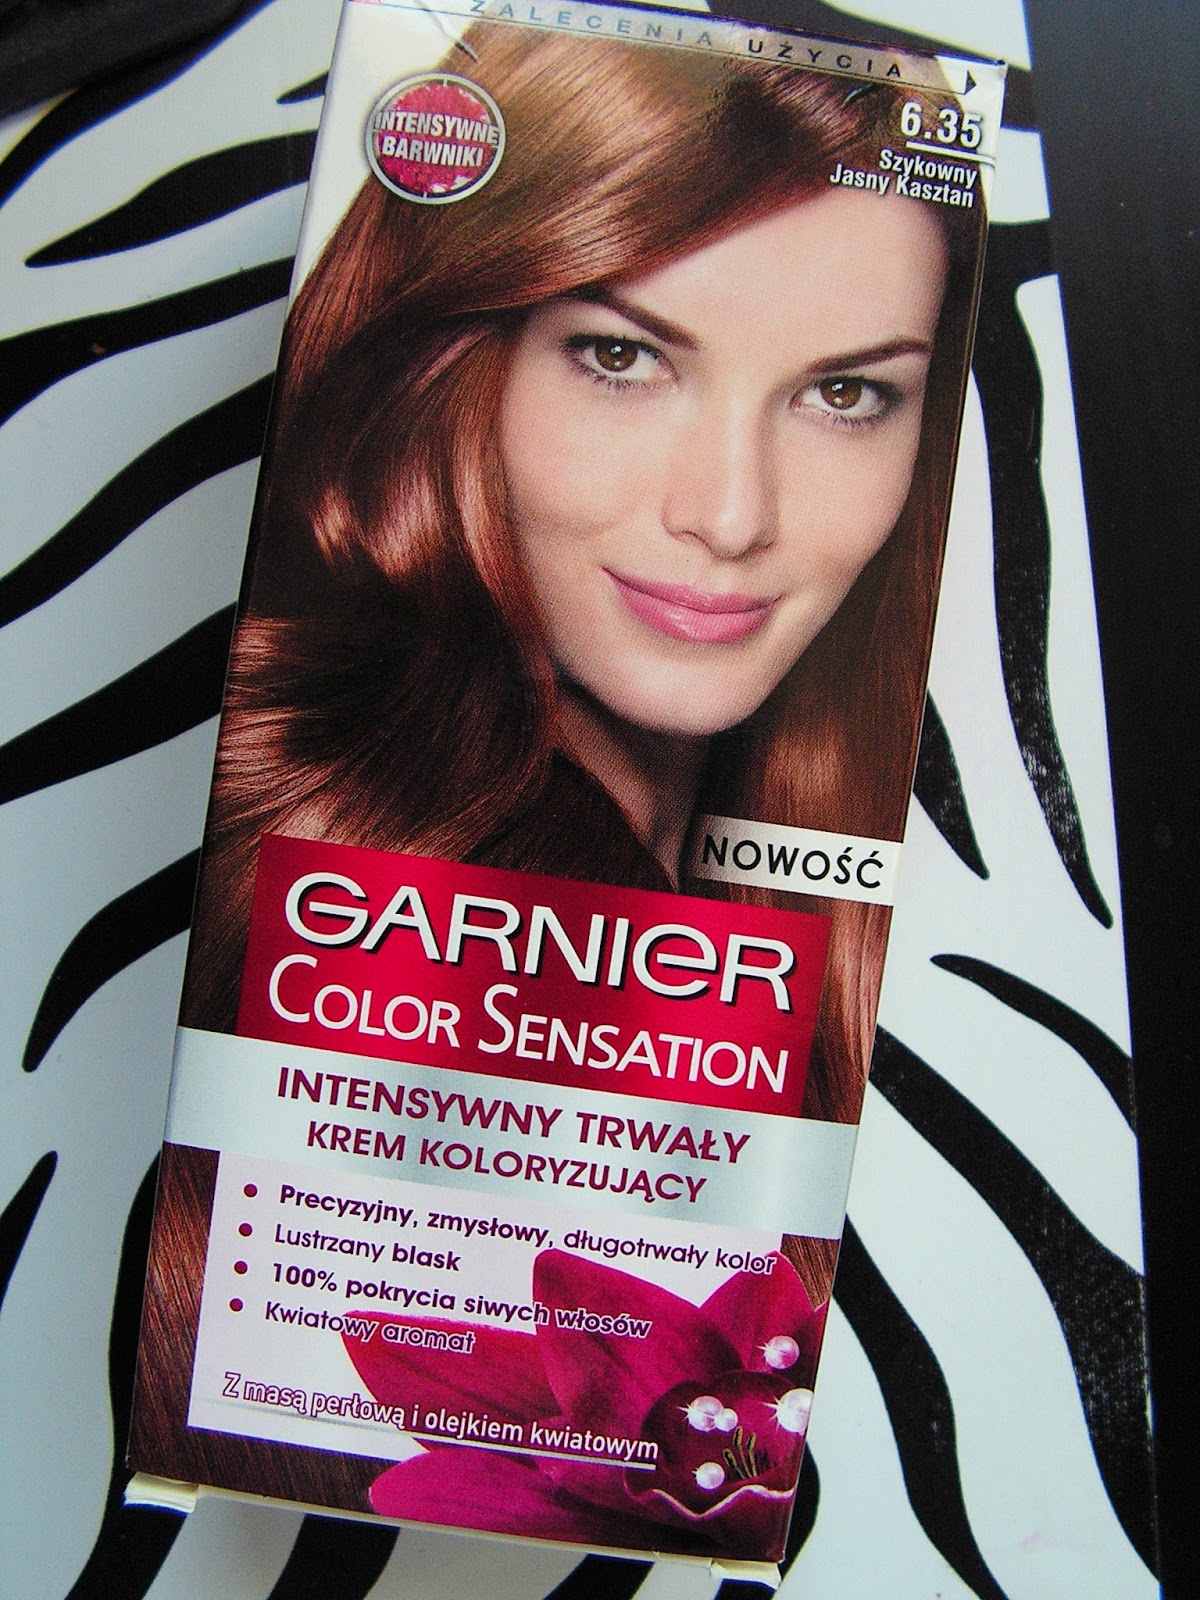 ZALECENIA UŻYCIA
INTENSYWNE
BARWNIKI
6.35
Szykowny
Jasny Kasztan
NOWOŚĆ
GARNIER
COLOR SENSATION
INTENSYWNY TRWAŁY
KREM KOLORYZUJĄCY
• Precyzyjny, zmysłowy, długotrwały kolor
• Lustrzany blask
• 100% pokrycia siwych włosów
• Kwiatowy aromat
Z masą perłową i olejkiem kwiatowym